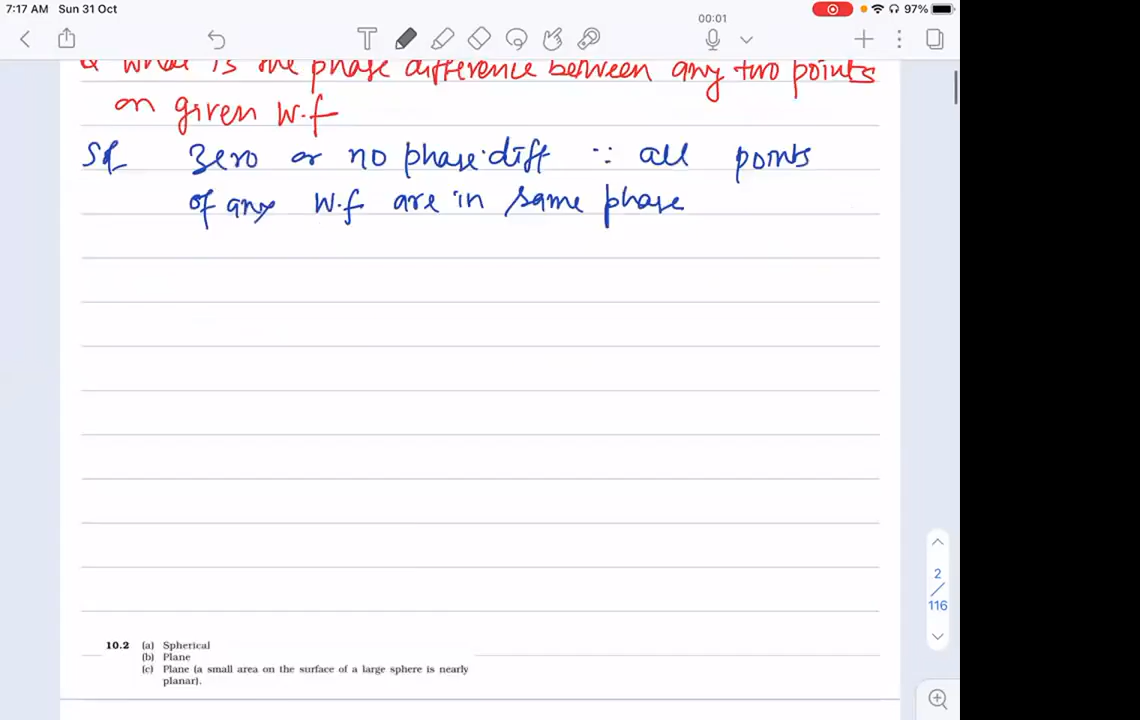 7:17 AM Sun 31 Oct
97%
00:01
Q What is the phase difference between any two points
on given W.f
Sol Zero or no phase diff ∵ all points
of any W.f are in same phase
2
/
116
10.2 (a) Spherical
(b) Plane
(c) Plane (a small area on the surface of a large sphere is nearly
planar).